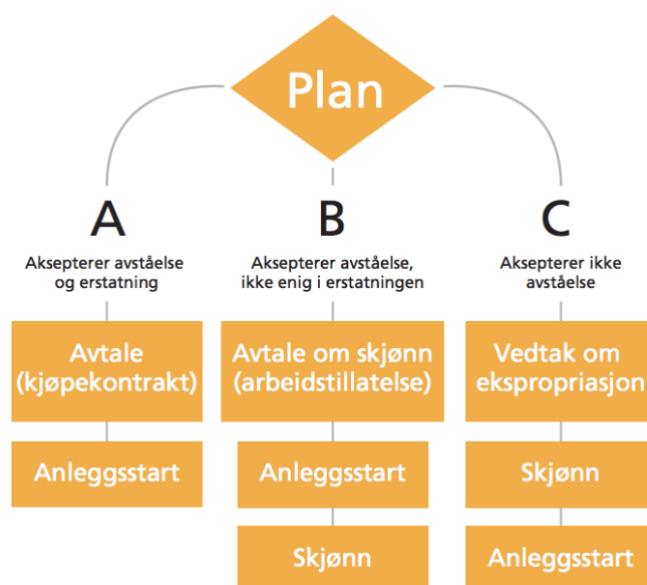 Plan
A
Aksepterer avståelse
og erstatning
Avtale
(kjøpekontrakt)
Anleggsstart
B
Aksepterer avståelse,
ikke enig i erstatningen
Avtale om skjønn
(arbeidstillatelse)
Anleggsstart
Skjønn
C
Aksepterer ikke
avståelse
Vedtak om
ekspropriasjon
Skjønn
Anleggsstart